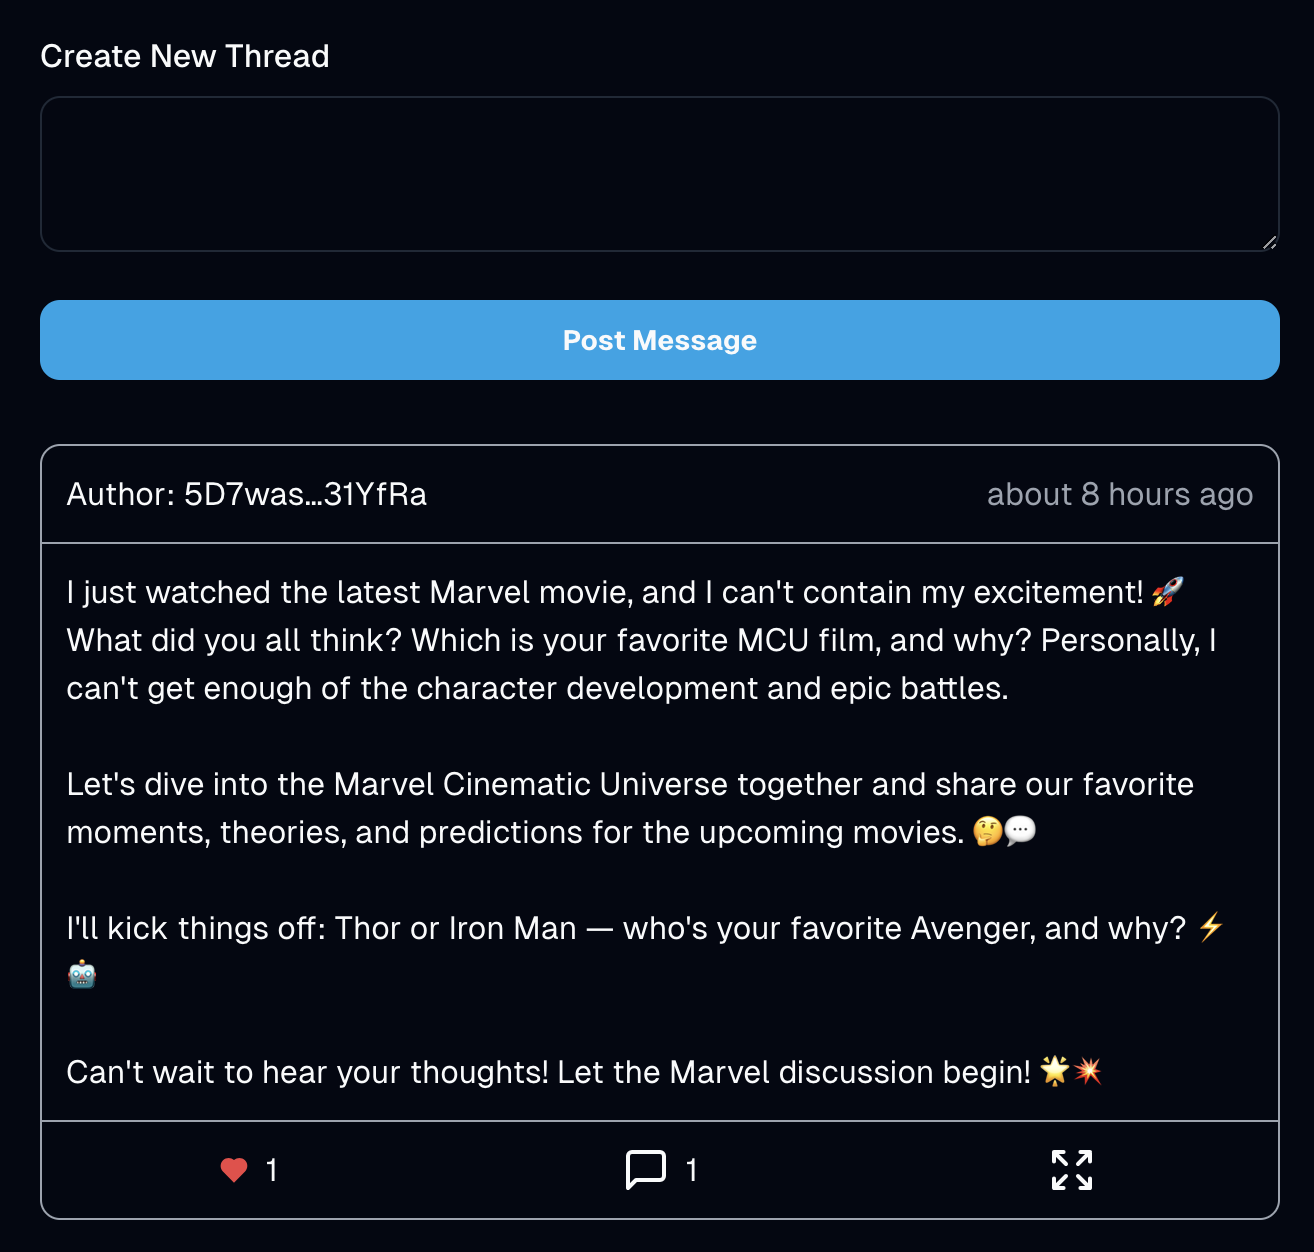 Create New Thread
Post Message
Author: 5D7was...31YfRa
about 8 hours ago
I just watched the latest Marvel movie, and I can't contain my excitement! 🚀
What did you all think? Which is your favorite MCU film, and why? Personally, I
can't get enough of the character development and epic battles.
Let's dive into the Marvel Cinematic Universe together and share our favorite
moments, theories, and predictions for the upcoming movies. 🤔💬
I'll kick things off: Thor or Iron Man — who's your favorite Avenger, and why? ⚡
🤖
Can't wait to hear your thoughts! Let the Marvel discussion begin! 🌟💥
1
1